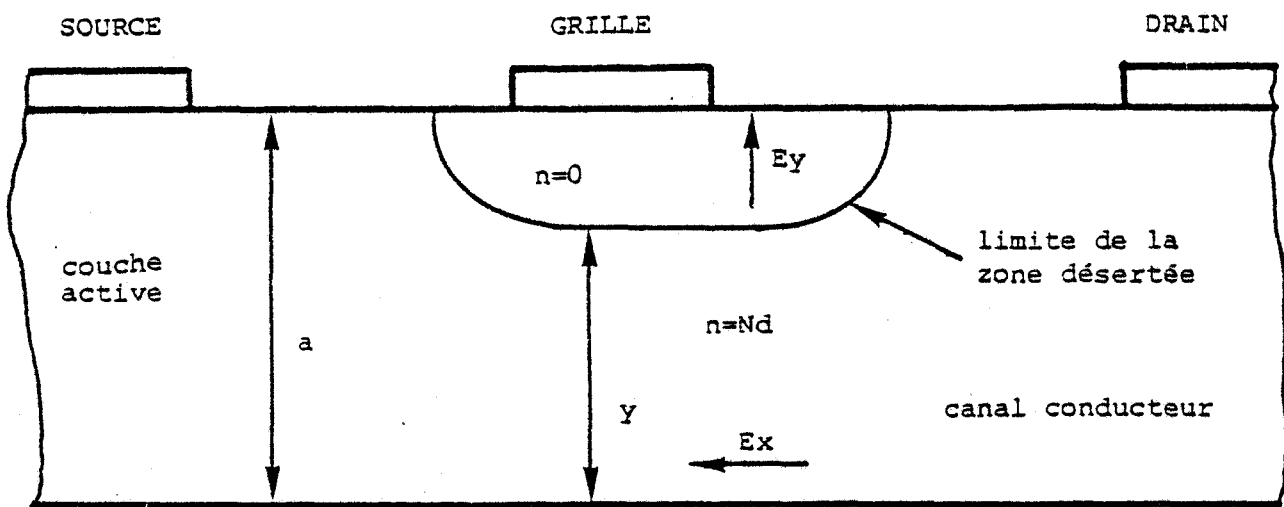 SOURCE
GRILLE
DRAIN
Ey
n=0
limite de la
zone désertée
couche
active
n=Nd
a
y
canal conducteur
Ex